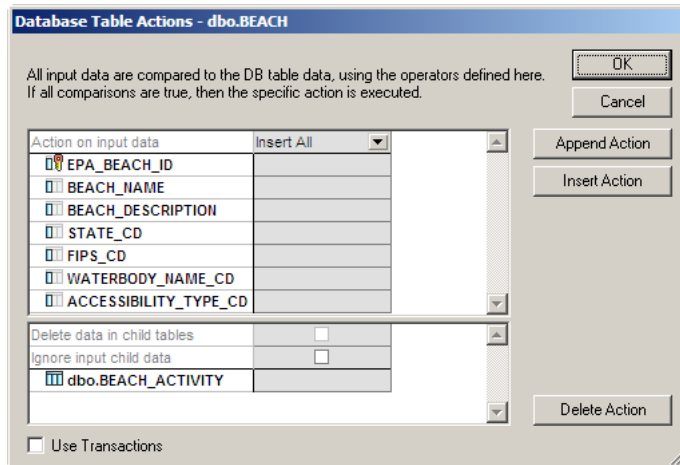 Database Table Actions - dbo.BEACH
All input data are compared to the DB table data, using the operators defined here.
If all comparisons are true, then the specific action is executed.
OK
Cancel
Action on input data Insert All
Append Action
EPA_BEACH_ID
BEACH_NAME
Insert Action
BEACH_DESCRIPTION
STATE_CD
FIPS_CD
WATERBODY_NAME_CD
ACCESSIBILITY_TYPE_CD
Delete data in child tables
Ignore input child data
dbo.BEACH_ACTIVITY
Delete Action
Use Transactions